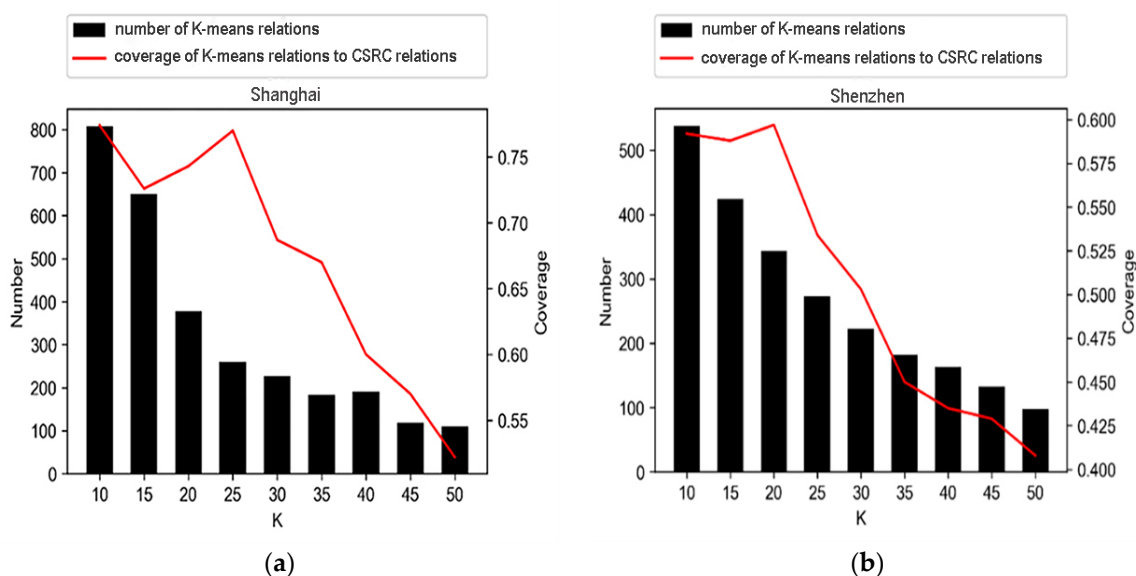 number of K-means relations
coverage of K-means relations to CSRC relations
Shanghai
800
700
600
500
400
300
200
100
0
Number
0.75
0.70
0.65
0.60
0.55
Coverage
10 15 20 25 30 35 40 45 50
K
(a)
number of K-means relations
coverage of K-means relations to CSRC relations
Shenzhen
500
400
300
200
100
0
Number
0.600
0.575
0.550
0.525
0.500
0.475
0.450
0.425
0.400
Coverage
10 15 20 25 30 35 40 45 50
K
(b)